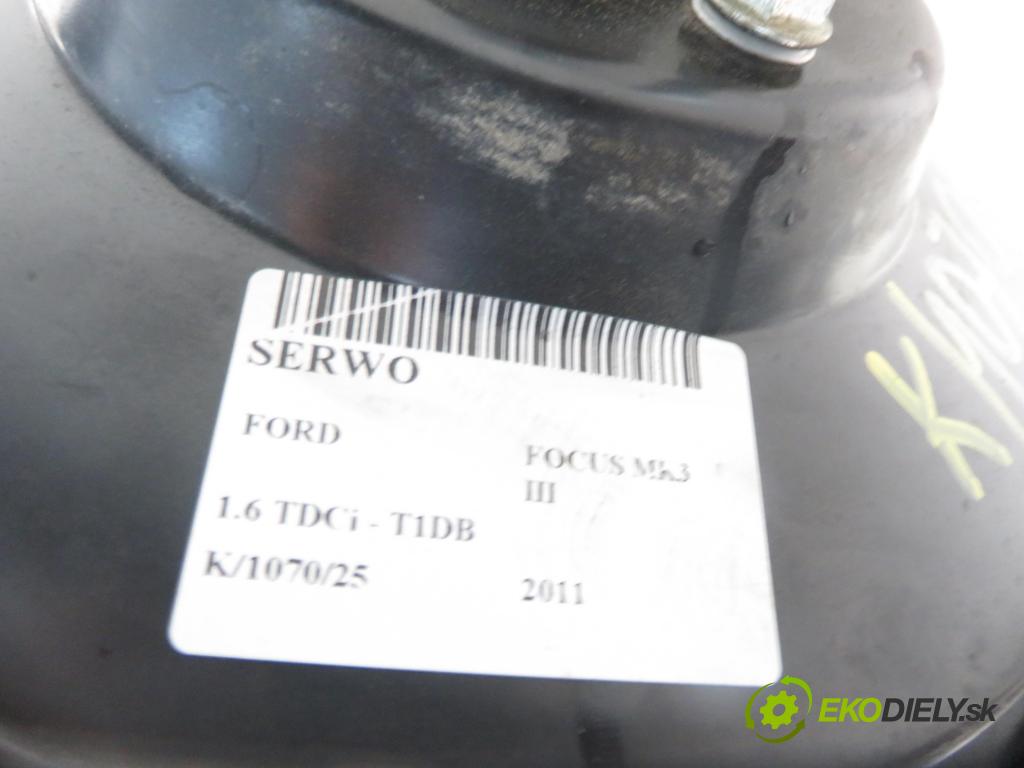 SERWO
FORD
FOCUS MK3
III
1.6 TDCi - T1DB
K/1070/25
2011
EKODIELY.sk